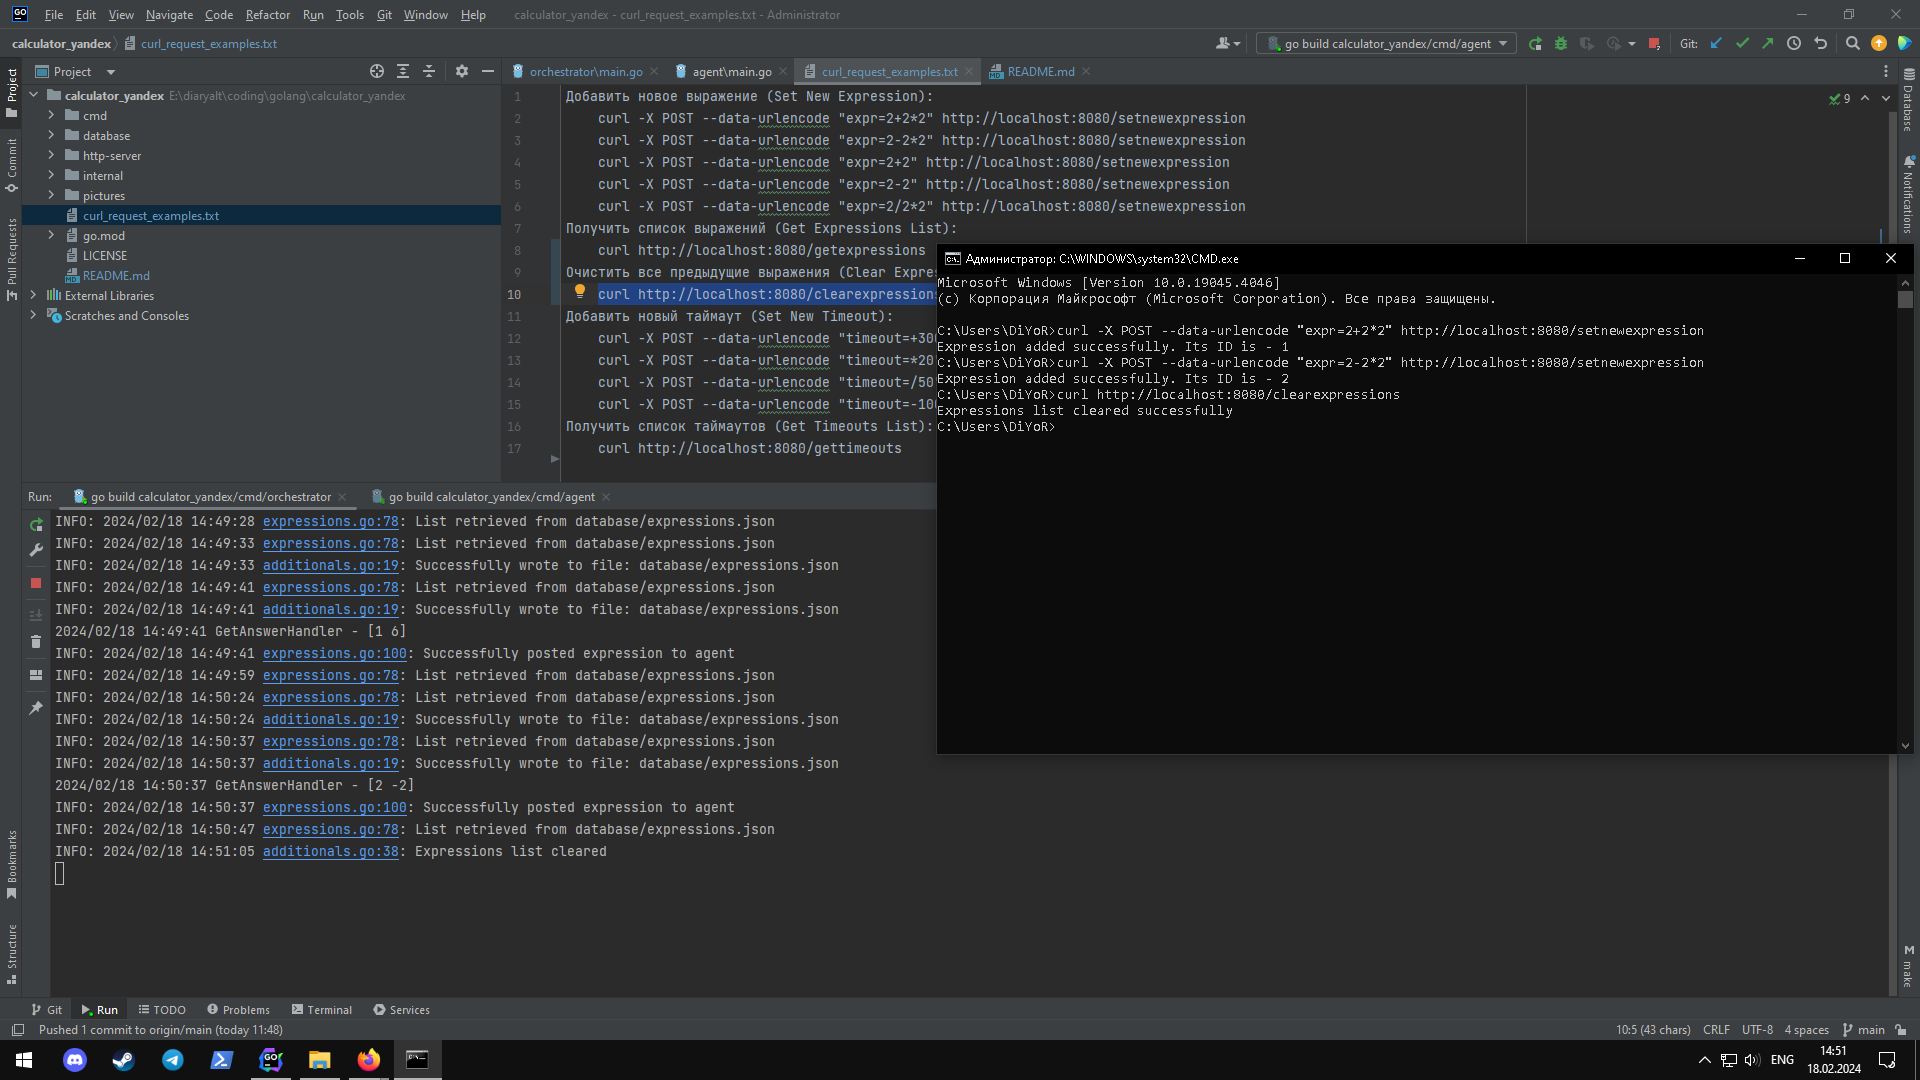 File Edit View Navigate Code Refactor Run Tools Git Window Help calculator_yandex - curl_request_examples.txt - Administrator
calculator_yandex curl_request_examples.txt go build calculator_yandex/cmd/agent Git:
Project orchestrator\main.go agent\main.go curl_request_examples.txt README.md
calculator_yandex E:\diaryalt\coding\golang\calculator_yandex
cmd
database
http-server
internal
pictures
curl_request_examples.txt
go.mod
LICENSE
README.md
External Libraries
Scratches and Consoles
Project
Commit
Pull Requests
Bookmarks
Structure
1 Добавить новое выражение (Set New Expression):
2 curl -X POST --data-urlencode "expr=2+2*2" http://localhost:8080/setnewexpression
3 curl -X POST --data-urlencode "expr=2-2*2" http://localhost:8080/setnewexpression
4 curl -X POST --data-urlencode "expr=2+2" http://localhost:8080/setnewexpression
5 curl -X POST --data-urlencode "expr=2-2" http://localhost:8080/setnewexpression
6 curl -X POST --data-urlencode "expr=2/2*2" http://localhost:8080/setnewexpression
7 Получить список выражений (Get Expressions List):
8 curl http://localhost:8080/getexpressions
9 Очистить все предыдущие выражения (Clear Expres
10 curl http://localhost:8080/clearexpressions
11 Добавить новый таймаут (Set New Timeout):
12 curl -X POST --data-urlencode "timeout=+300
13 curl -X POST --data-urlencode "timeout=*20"
14 curl -X POST --data-urlencode "timeout=/50"
15 curl -X POST --data-urlencode "timeout=-100
16 Получить список таймаутов (Get Timeouts List):
17 curl http://localhost:8080/gettimeouts
9
Database
Notifications
make
Администратор: C:\WINDOWS\system32\CMD.exe
Microsoft Windows [Version 10.0.19045.4046]
(c) Корпорация Майкрософт (Microsoft Corporation). Все права защищены.
C:\Users\DiYoR>curl -X POST --data-urlencode "expr=2+2*2" http://localhost:8080/setnewexpression
Expression added successfully. Its ID is - 1
C:\Users\DiYoR>curl -X POST --data-urlencode "expr=2-2*2" http://localhost:8080/setnewexpression
Expression added successfully. Its ID is - 2
C:\Users\DiYoR>curl http://localhost:8080/clearexpressions
Expressions list cleared successfully
C:\Users\DiYoR>
Run: go build calculator_yandex/cmd/orchestrator go build calculator_yandex/cmd/agent
INFO: 2024/02/18 14:49:28 expressions.go:78: List retrieved from database/expressions.json
INFO: 2024/02/18 14:49:33 expressions.go:78: List retrieved from database/expressions.json
INFO: 2024/02/18 14:49:33 additionals.go:19: Successfully wrote to file: database/expressions.json
INFO: 2024/02/18 14:49:41 expressions.go:78: List retrieved from database/expressions.json
INFO: 2024/02/18 14:49:41 additionals.go:19: Successfully wrote to file: database/expressions.json
2024/02/18 14:49:41 GetAnswerHandler - [1 6]
INFO: 2024/02/18 14:49:41 expressions.go:100: Successfully posted expression to agent
INFO: 2024/02/18 14:49:59 expressions.go:78: List retrieved from database/expressions.json
INFO: 2024/02/18 14:50:24 expressions.go:78: List retrieved from database/expressions.json
INFO: 2024/02/18 14:50:24 additionals.go:19: Successfully wrote to file: database/expressions.json
INFO: 2024/02/18 14:50:37 expressions.go:78: List retrieved from database/expressions.json
INFO: 2024/02/18 14:50:37 additionals.go:19: Successfully wrote to file: database/expressions.json
2024/02/18 14:50:37 GetAnswerHandler - [2 -2]
INFO: 2024/02/18 14:50:37 expressions.go:100: Successfully posted expression to agent
INFO: 2024/02/18 14:50:47 expressions.go:78: List retrieved from database/expressions.json
INFO: 2024/02/18 14:51:05 additionals.go:38: Expressions list cleared
Git Run TODO Problems Terminal Services
Pushed 1 commit to origin/main (today 11:48) 10:5 (43 chars) CRLF UTF-8 4 spaces main
ENG 14:51
18.02.2024